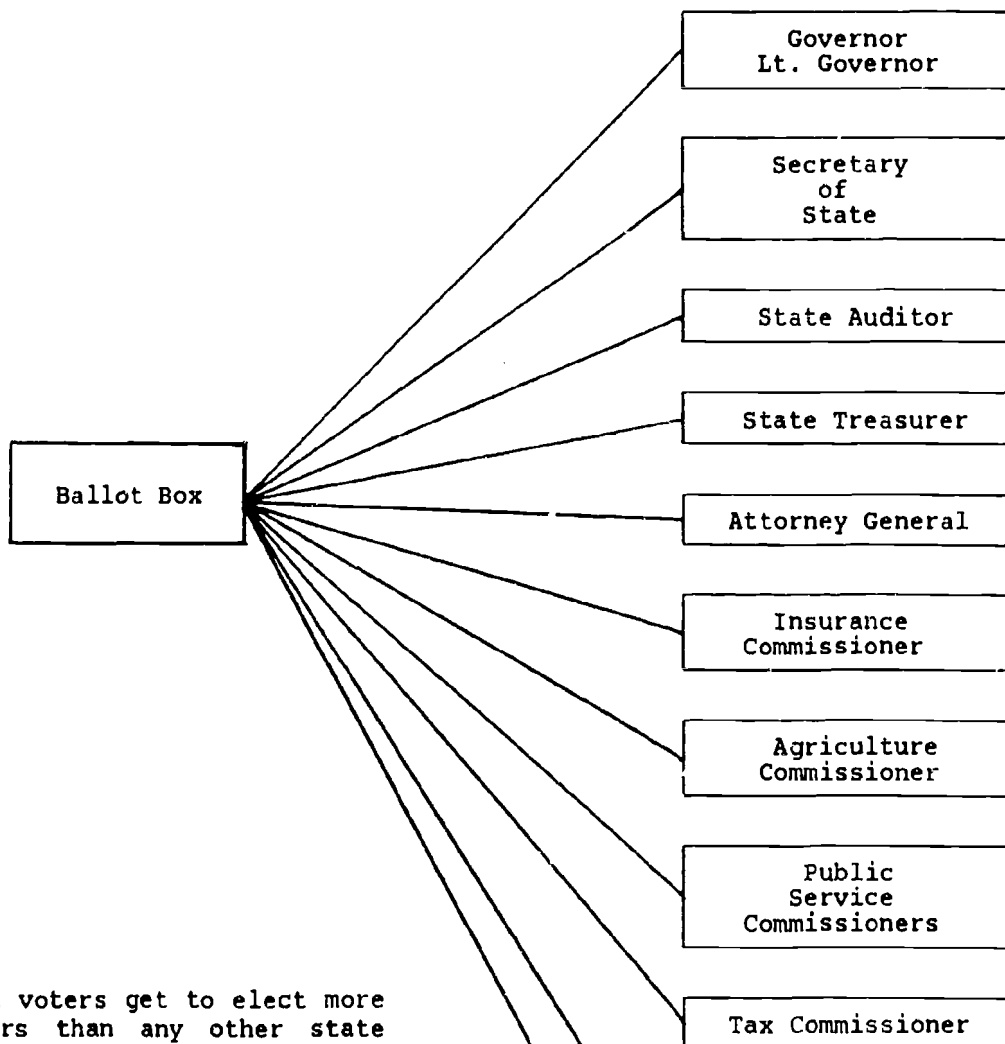 Governor
Lt. Governor
Secretary
of
State
State Auditor
State Treasurer
Ballot Box
Attorney General
Insurance
Commissioner
Agriculture
Commissioner
Public
Service
Commissioners
voters get to elect more
than any other state
Tax Commissioner